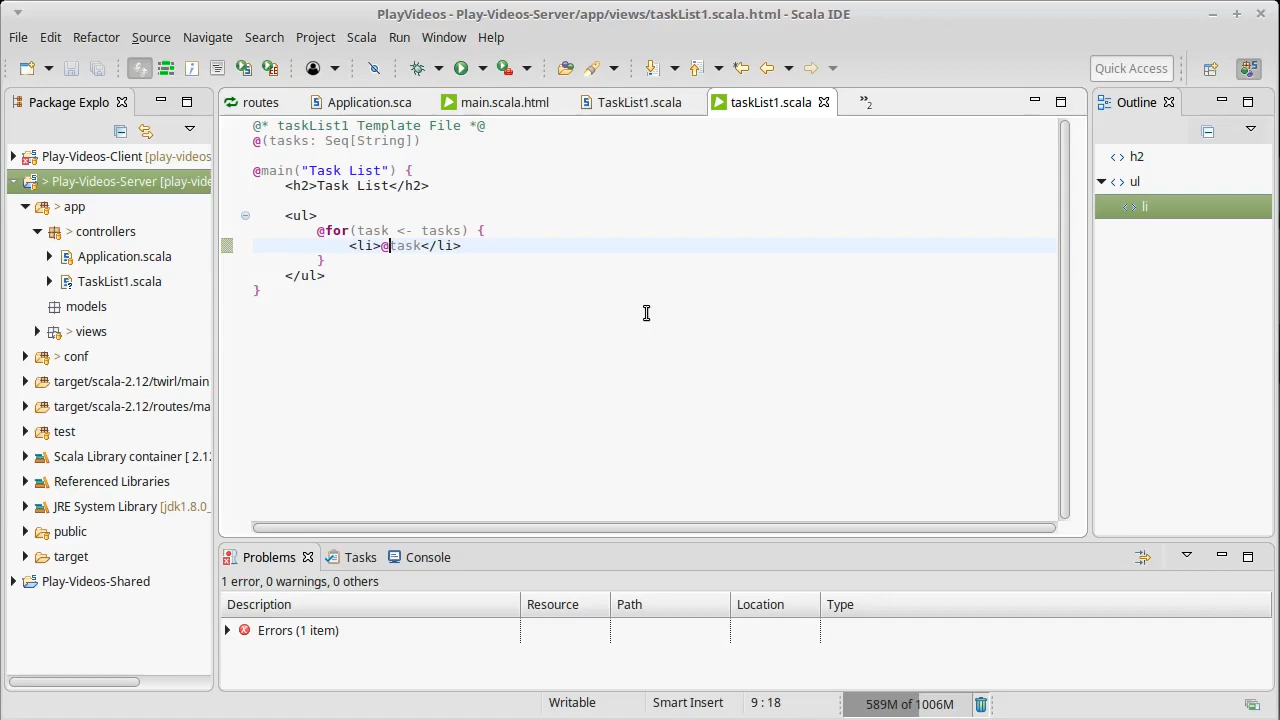 PlayVideos - Play-Videos-Server/app/views/taskList1.scala.html - Scala IDE
File Edit Refactor Source Navigate Search Project Scala Run Window Help
Quick Access
Package Explo
routes
Application.sca
main.scala.html
TaskList1.scala
taskList1.scala
»2
Outline
Play-Videos-Client [play-videos
> Play-Videos-Server [play-vide
> app
> controllers
Application.scala
TaskList1.scala
models
> views
> conf
target/scala-2.12/twirl/main
target/scala-2.12/routes/ma
test
Scala Library container [ 2.12
Referenced Libraries
JRE System Library [jdk1.8.0_
public
target
Play-Videos-Shared
@* taskList1 Template File *@
@(tasks: Seq[String])
@main("Task List") {
<h2>Task List</h2>
<ul>
@for(task <- tasks) {
<li>@task</li>
}
</ul>
}
h2
ul
li
Problems
Tasks
Console
1 error, 0 warnings, 0 others
Description Resource Path Location Type
Errors (1 item)
Writable Smart Insert 9 : 18 589M of 1006M